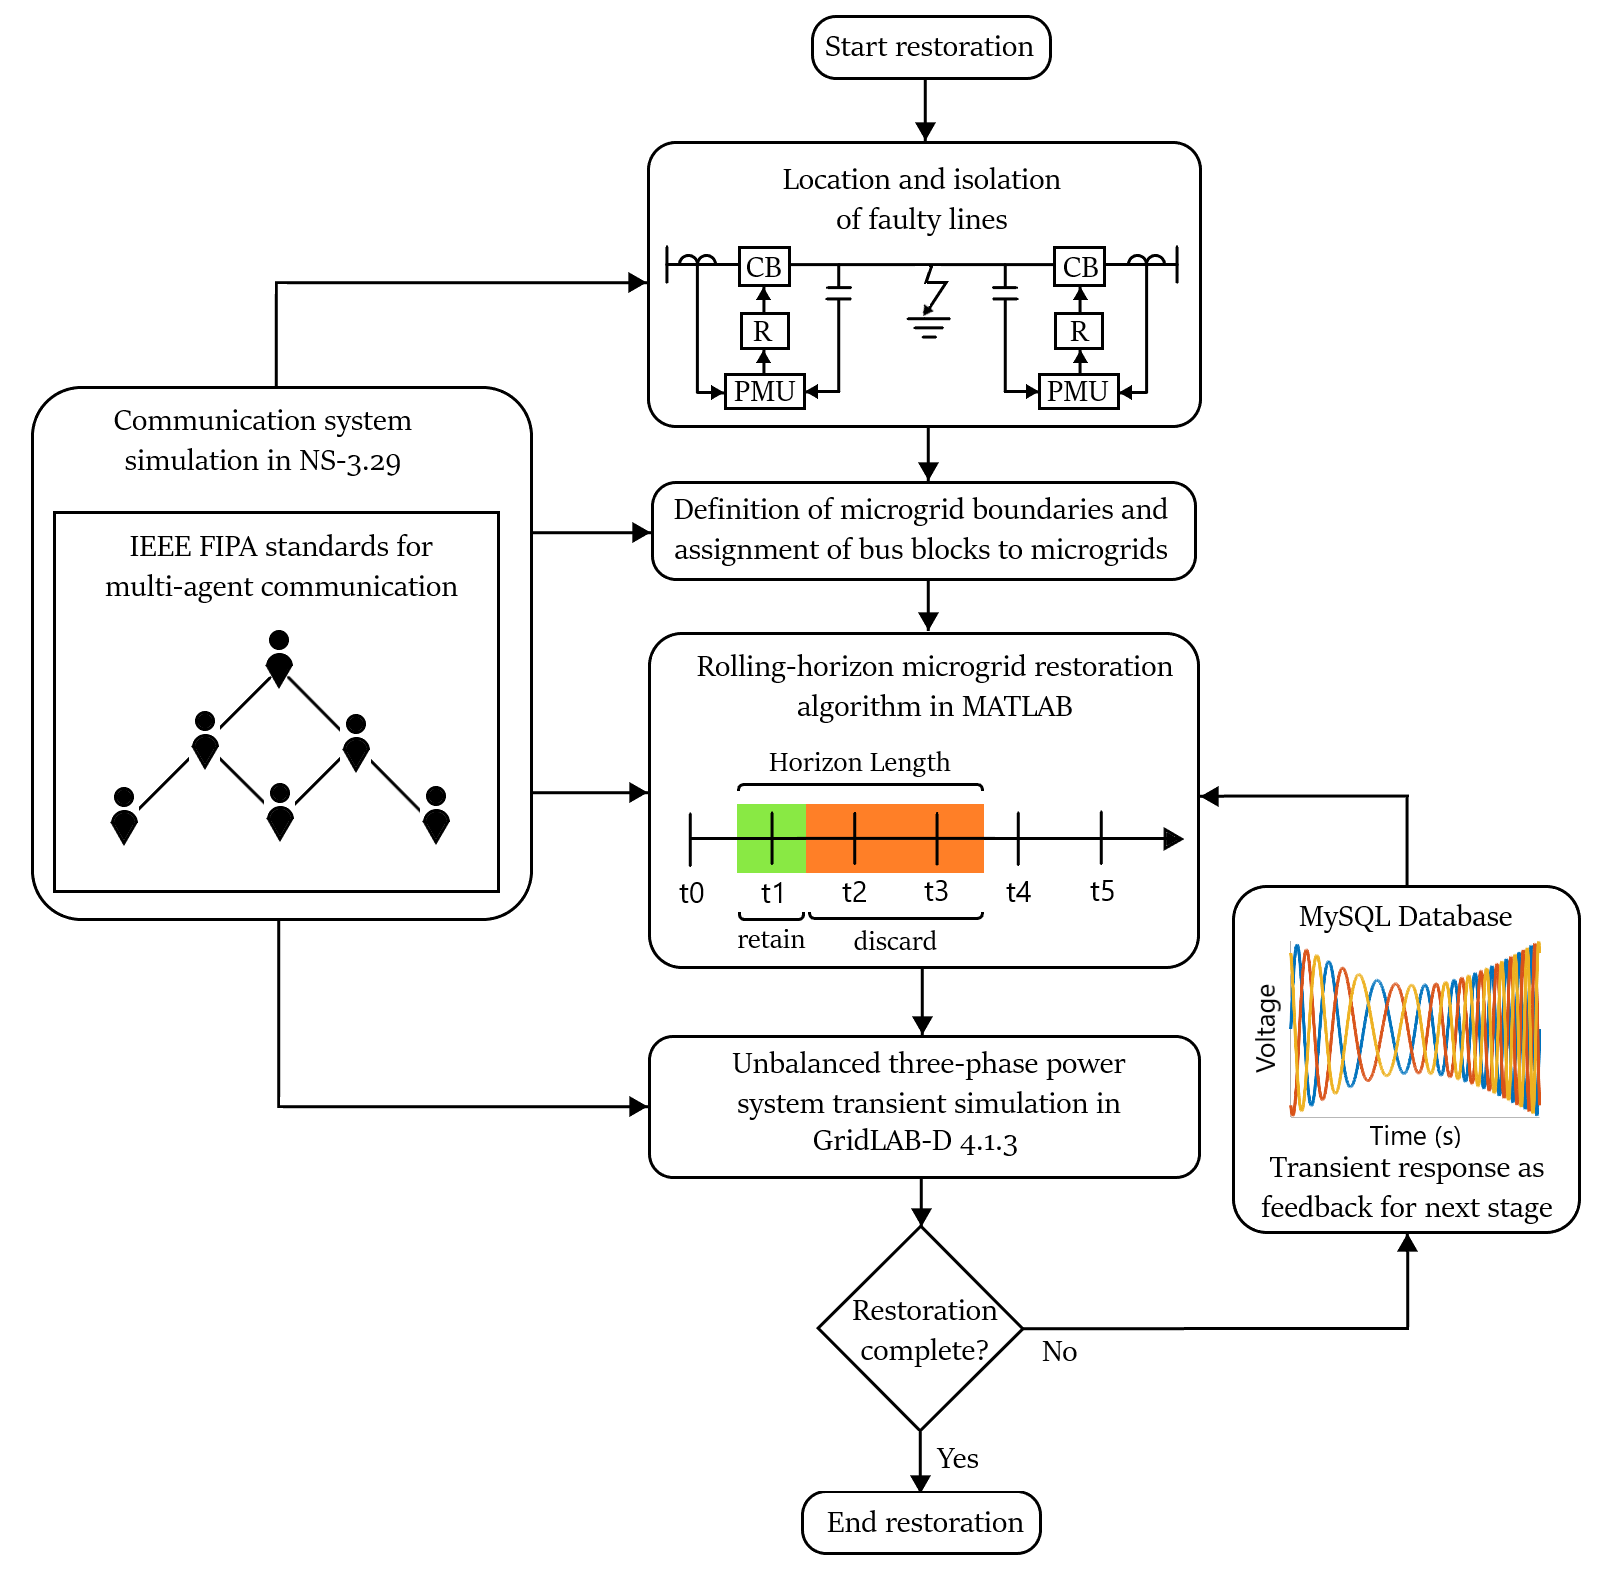 Start restoration
Location and isolation
of faulty lines
CB
CB
R
R
PMU
PMU
Communication system
simulation in NS-3.29
IEEE FIPA standards for
multi-agent communication
Definition of microgrid boundaries and
assignment of bus blocks to microgrids
Rolling-horizon microgrid restoration
algorithm in MATLAB
Horizon Length
t0
t1
t2
t3
t4
t5
retain
discard
MySQL Database
Voltage
Time (s)
Transient response as
feedback for next stage
Unbalanced three-phase power
system transient simulation in
GridLAB-D 4.1.3
Restoration
complete?
No
Yes
End restoration